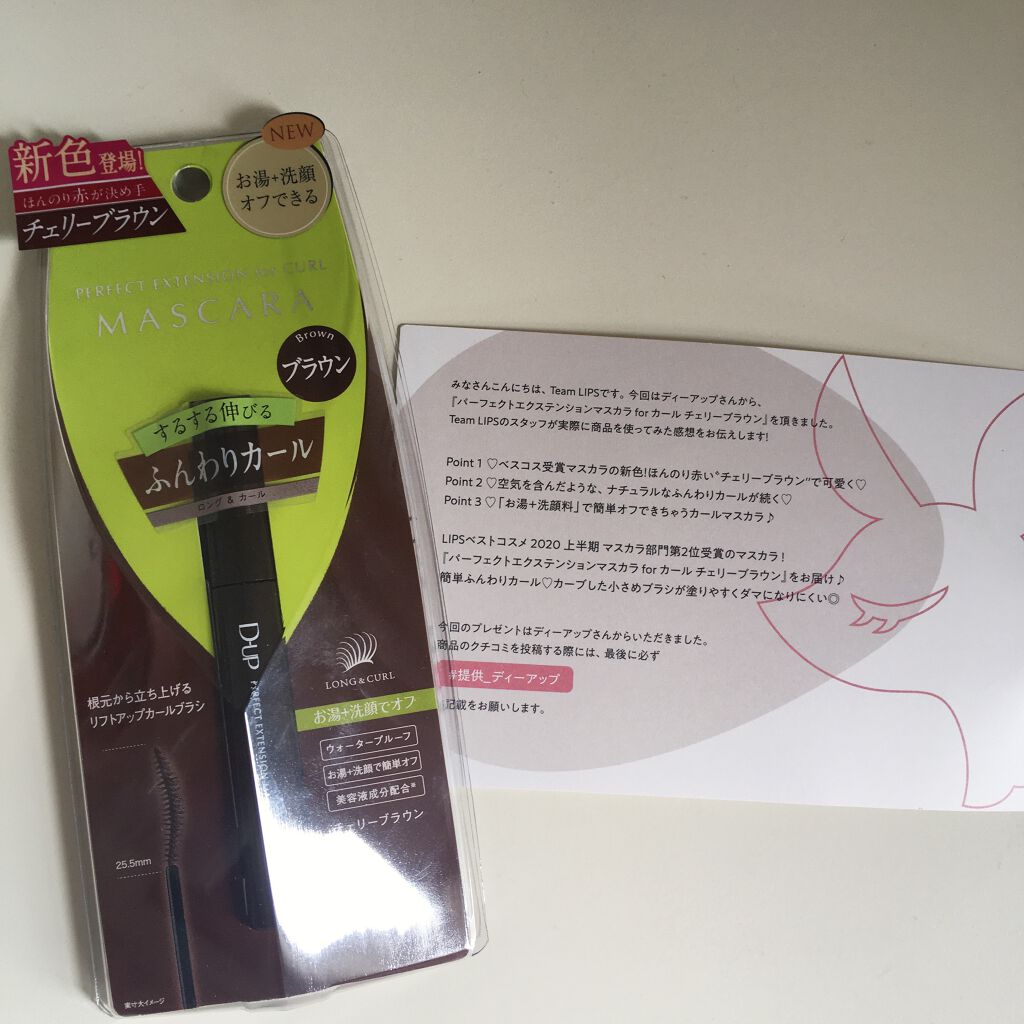 新色登場!
ほんのり赤が決め手
チェリーブラウン
NEW
お湯+洗顔
オフできる
PERFECT EXTENSION for CURL
MASCARA
Brown
ブラウン
するする伸びる
ふんわりカール
ロング & カール
D-UP
PERFECT EXTENSION
LONG & CURL
お湯+洗顔でオフ
ウォータープルーフ
お湯+洗顔で簡単オフ
美容液成分配合※
チェリーブラウン
根元から立ち上げる
リフトアップカールブラシ
25.5mm
実寸大イメージ
みなさんこんにちは、Team LIPSです。今回はディーアップさんから、
『パーフェクトエクステンションマスカラ for カール チェリーブラウン』を頂きました。
Team LIPSのスタッフが実際に商品を使ってみた感想をお伝えします!
Point 1 ♡ベスコス受賞マスカラの新色!ほんのり赤い"チェリーブラウン"で可愛く♡
Point 2 ♡空気を含んだような、ナチュラルなふんわりカールが続く♡
Point 3 ♡「お湯+洗顔料」で簡単オフできちゃうカールマスカラ♪
LIPSベストコスメ2020 上半期 マスカラ部門第2位受賞のマスカラ!
『パーフェクトエクステンションマスカラ for カール チェリーブラウン』をお届け♪
簡単ふんわりカール♡カーブした小さめブラシが塗りやすくダマになりにくい◎
今回のプレゼントはディーアップさんからいただきました。
商品のクチコミを投稿する際には、最後に必ず
#提供_ディーアップ
記載をお願いします。